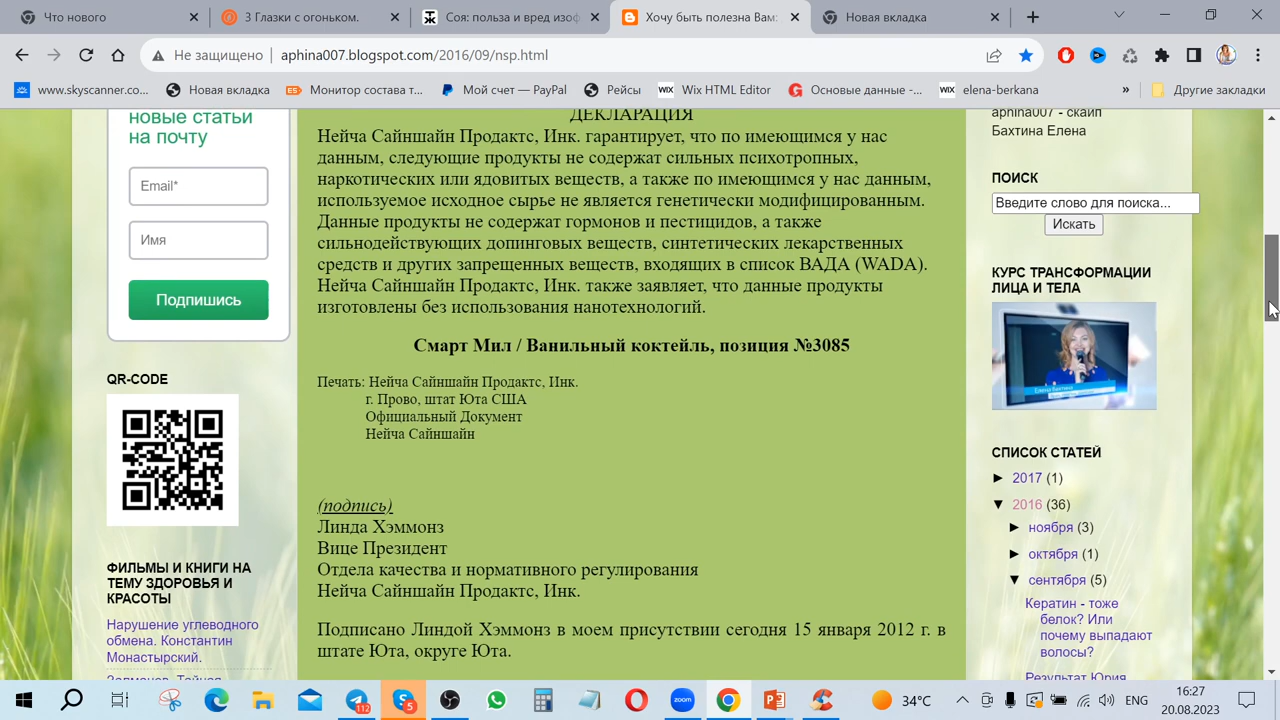 Что нового
3 Глазки с огоньком.
Соя: польза и вред изоф
Хочу быть полезна Вам:
Новая вкладка
Не защищено
aphina007.blogspot.com/2016/09/nsp.html
www.skyscanner.co...
Новая вкладка
Монитор состава т...
Мой счет — PayPal
Рейсы
WIX
Wix HTML Editor
Основые данные -...
WIX
elena-berkana
»
Другие закладки
новые статьи
на почту
Email*
Имя
Подпишись
QR-CODE
ФИЛЬМЫ И КНИГИ НА
ТЕМУ ЗДОРОВЬЯ И
КРАСОТЫ
Нарушение углеводного
обмена. Константин
Монастырский.
ДЕКЛАРАЦИЯ
Нейча Сайншайн Продактс, Инк. гарантирует, что по имеющимся у нас
данным, следующие продукты не содержат сильных психотропных,
наркотических или ядовитых веществ, а также по имеющимся у нас данным,
используемое исходное сырье не является генетически модифицированным.
Данные продукты не содержат гормонов и пестицидов, а также
сильнодействующих допинговых веществ, синтетических лекарственных
средств и других запрещенных веществ, входящих в список ВАДА (WADA).
Нейча Сайншайн Продактс, Инк. также заявляет, что данные продукты
изготовлены без использования нанотехнологий.
Смарт Мил / Ванильный коктейль, позиция №3085
Печать: Нейча Сайншайн Продактс, Инк.
г. Прово, штат Юта США
Официальный Документ
Нейча Сайншайн
(подпись)
Линда Хэммонз
Вице Президент
Отдела качества и нормативного регулирования
Нейча Сайншайн Продактс, Инк.
Подписано Линдой Хэммонз в моем присутствии сегодня 15 января 2012 г. в
штате Юта, округе Юта.
aphina007 - скайп
Бахтина Елена
ПОИСК
Введите слово для поиска...
Искать
КУРС ТРАНСФОРМАЦИИ
ЛИЦА И ТЕЛА
Елена Бахтина
СПИСОК СТАТЕЙ
► 2017 (1)
▼ 2016 (36)
► ноября (3)
► октября (1)
▼ сентября (5)
Кератин - тоже
белок? Или
почему выпадают
волосы?
Результат Юрия
112
5
zoom
34°C
ENG
16:27
20.08.2023